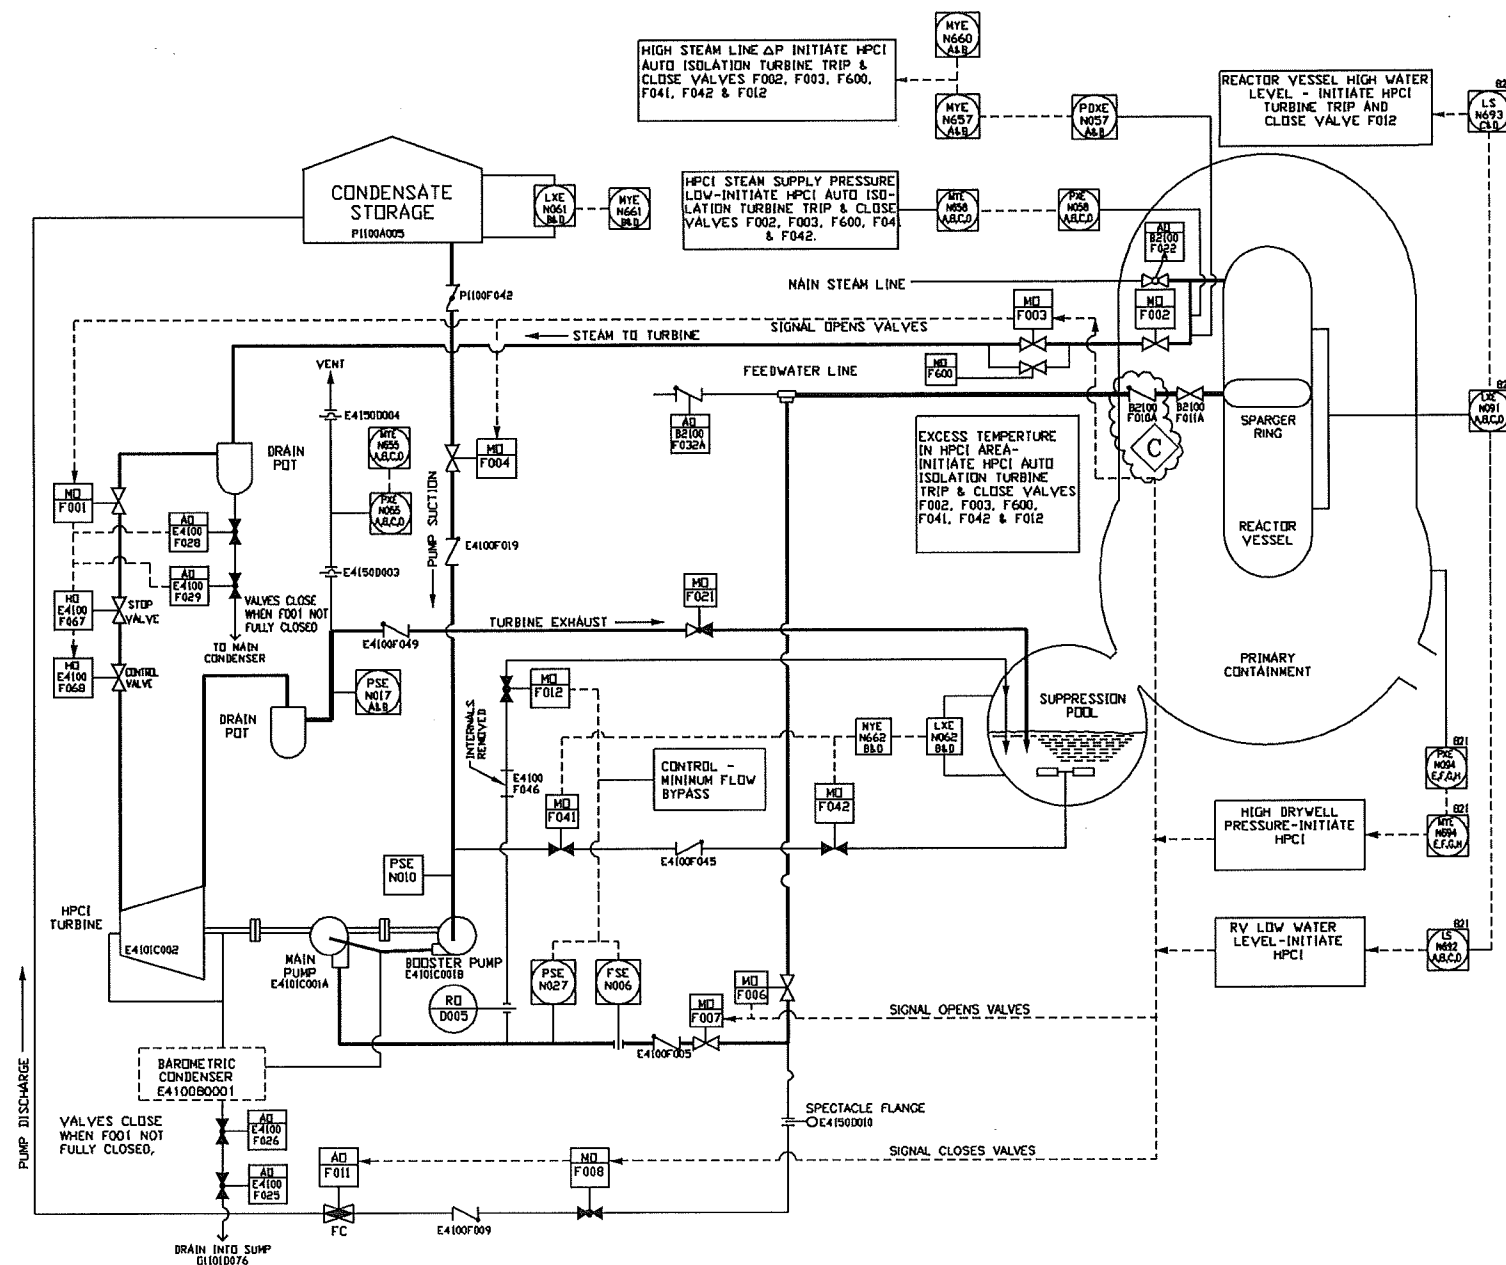 MYE
N660
A&B
HIGH STEAM LINE ΔP INITIATE HPCI
AUTO ISOLATION TURBINE TRIP &
CLOSE VALVES F002, F003, F600,
F041, F042 & F012
MYE
N657
A&B
PDXE
N057
A&B
REACTOR VESSEL HIGH WATER
LEVEL - INITIATE HPCI
TURBINE TRIP AND
CLOSE VALVE F012
LS
N693
C&D
CONDENSATE
STORAGE
P1100A005
LXE
N061
B&D
MYE
N661
B&D
HPCI STEAM SUPPLY PRESSURE
LOW-INITIATE HPCI AUTO ISO-
LATION TURBINE TRIP & CLOSE
VALVES F002, F003, F600, F04
& F042.
MYE
N658
A,B,C,D
PXE
N058
A,B,C,D
AO
B2100
F022
A
P1100F042
MAIN STEAM LINE
MO
F003
MO
F002
SIGNAL OPENS VALVES
STEAM TO TURBINE
MO
F600
VENT
FEEDWATER LINE
E4150D004
AO
B2100
F032A
B2100
F010A
B2100
F011A
C
SPARGER
RING
LXE
N091
A,B,C,D
EXCESS TEMPERTURE
IN HPCI AREA-
INITIATE HPCI AUTO
ISOLATION TURBINE
TRIP & CLOSE VALVES
F002, F003, F600,
F041, F042 & F012
DRAIN
POT
MYE
N655
A,B,C,D
PXE
N055
A,B,C,D
MO
F004
MO
F001
PUMP SUCTION
AO
E4100
F028
E4100F019
REACTOR
VESSEL
AO
E4100
F029
E4150D003
HO
E4100
F067
STOP
VALVE
VALVES CLOSE
WHEN F001 NOT
FULLY CLOSED
MO
F021
TURBINE EXHAUST
E4100F049
TO MAIN
CONDENSER
MO
E4100
F068
CONTROL
VALVE
PSE
N017
A&B
DRAIN
POT
MO
F012
INTERNALS
REMOVED
PRIMARY
CONTAINMENT
SUPPRESSION
POOL
MYE
N662
B&D
LXE
N062
B&D
E4100
F046
CONTROL -
MINIMUM FLOW
BYPASS
MO
F041
MO
F042
E4100F045
B21
PXE
N094
E,F,G,H
HIGH DRYWELL
PRESSURE-INITIATE
HPCI
B21
MYE
N694
E,F,G,H
PSE
N010
HPCI
TURBINE
E4101C002
MAIN
PUMP
E4101C001A
BOOSTER PUMP
E4101C001B
RV LOW WATER
LEVEL-INITIATE
HPCI
B21
LS
N692
A,B,C,D
PSE
N027
FSE
N006
RO
D005
MO
F006
MO
F007
SIGNAL OPENS VALVES
E4100F005
BAROMETRIC
CONDENSER
E4100B0001
PUMP DISCHARGE
VALVES CLOSE
WHEN F001 NOT
FULLY CLOSED,
AO
E4100
F026
SPECTACLE FLANGE
E4150D010
AO
E4100
F025
AO
F011
MO
F008
SIGNAL CLOSES VALVES
FC
E4100F009
DRAIN INTO SUMP
G1101D076